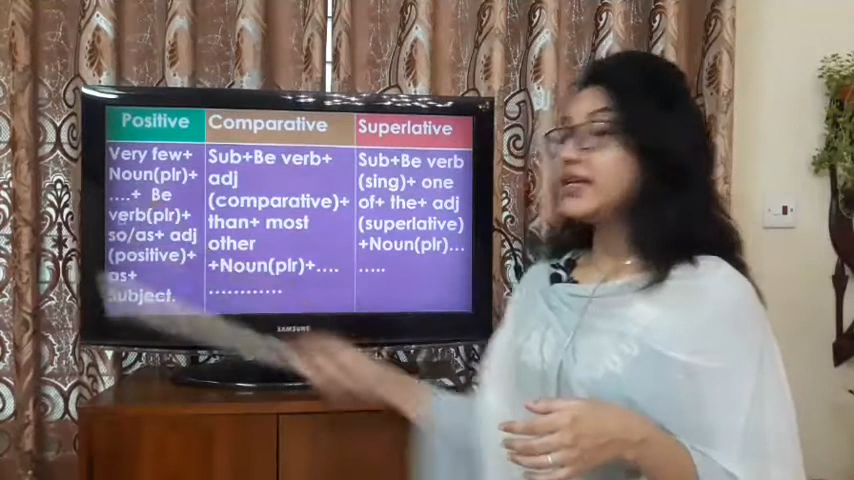 Positive
Very few+
Noun(plr)
....+ Be
verb(plr)+
so/as+ adj
(positive)+
as+
Subject....
Comparative
Sub+Be verb+
adj
(comparative)+
than+ most
other
+Noun(plr)+....
...............
Superlative
Sub+Be verb
(sing)+ one
of+ the+ adj
(superlative)
+Noun(plr)....
.....
SAMSUNG